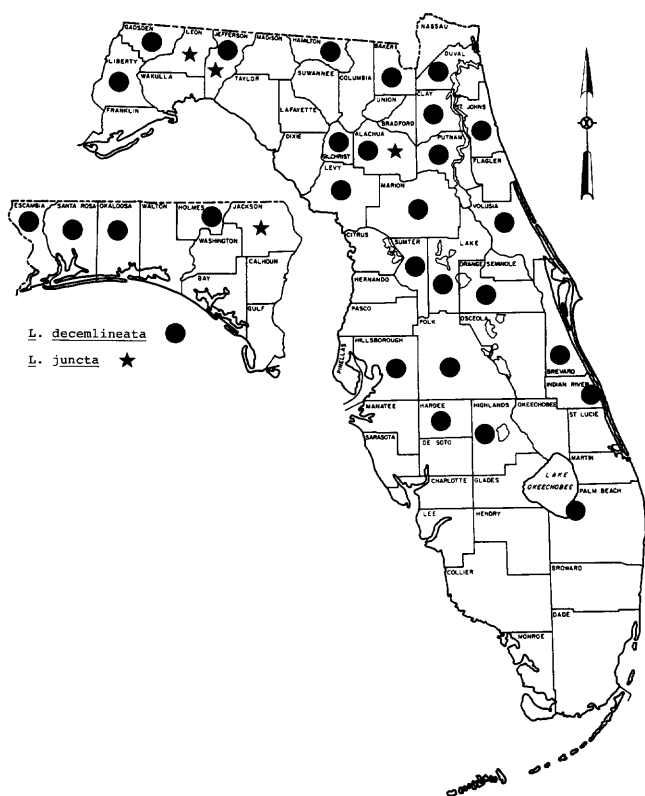 NASSAU
GADSDEN
LEON
JEFFERSON
MADISON
HAMILTON
BAKER
DUVAL
LIBERTY
WAKULLA
TAYLOR
SUWANNEE
COLUMBIA
CLAY
ST JOHNS
FRANKLIN
LAFAYETTE
UNION
BRADFORD
DIXIE
GILCHRIST
ALACHUA
PUTNAM
FLAGLER
LEVY
MARION
VOLUSIA
ESCAMBIA
SANTA ROSA
OKALOOSA
WALTON
HOLMES
JACKSON
WASHINGTON
BAY
CALHOUN
GULF
CITRUS
SUMTER
LAKE
ORANGE
SEMINOLE
HERNANDO
PASCO
OSCEOLA
POLK
L. decemlineata
L. juncta
HILLSBOROUGH
PINELLAS
BREVARD
INDIAN RIVER
MANATEE
HARDEE
HIGHLANDS
OKEECHOBEE
ST LUCIE
SARASOTA
DE SOTO
MARTIN
LAKE
OKEECHOBEE
CHARLOTTE
GLADES
PALM BEACH
LEE
HENDRY
COLLIER
BROWARD
DADE
MONROE